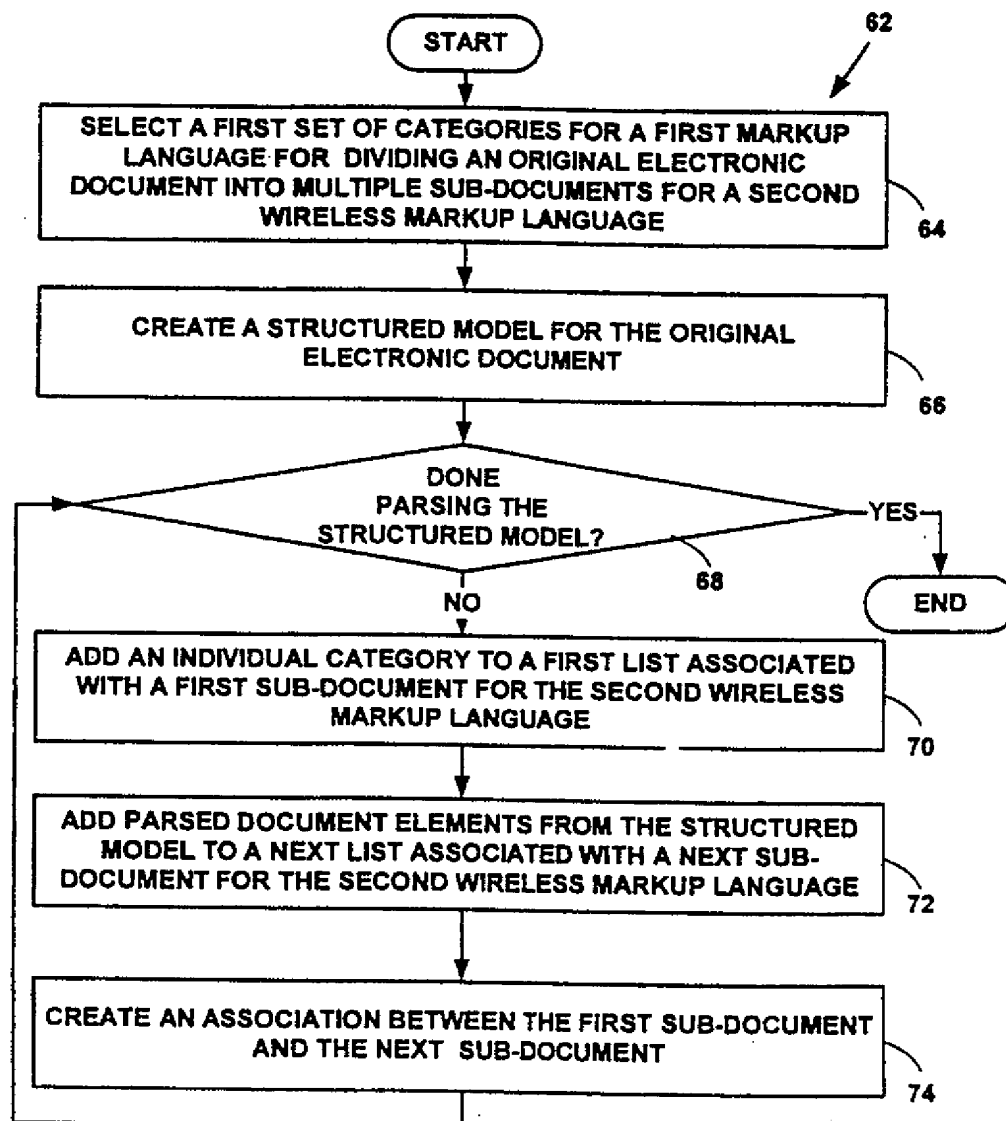 START
62
SELECT A FIRST SET OF CATEGORIES FOR A FIRST MARKUP
LANGUAGE FOR DIVIDING AN ORIGINAL ELECTRONIC
DOCUMENT INTO MULTIPLE SUB-DOCUMENTS FOR A SECOND
WIRELESS MARKUP LANGUAGE
64
CREATE A STRUCTURED MODEL FOR THE ORIGINAL
ELECTRONIC DOCUMENT
66
DONE
PARSING THE
STRUCTURED MODEL?
YES
68
NO
END
ADD AN INDIVIDUAL CATEGORY TO A FIRST LIST ASSOCIATED
WITH A FIRST SUB-DOCUMENT FOR THE SECOND WIRELESS
MARKUP LANGUAGE
70
ADD PARSED DOCUMENT ELEMENTS FROM THE STRUCTURED
MODEL TO A NEXT LIST ASSOCIATED WITH A NEXT SUB-
DOCUMENT FOR THE SECOND WIRELESS MARKUP LANGUAGE
72
CREATE AN ASSOCIATION BETWEEN THE FIRST SUB-DOCUMENT
AND THE NEXT SUB-DOCUMENT
74